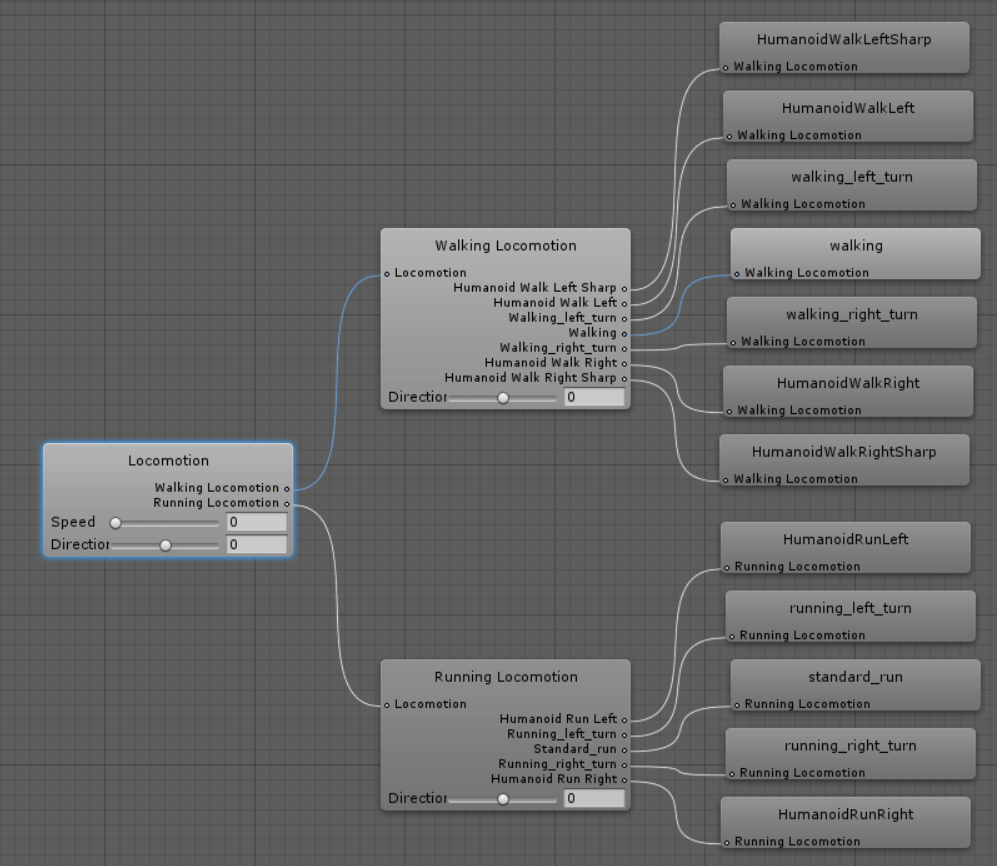 Locomotion
Walking Locomotion
Running Locomotion
Speed 0
Direction 0
Walking Locomotion
Locomotion
Humanoid Walk Left Sharp
Humanoid Walk Left
Walking_left_turn
Walking
Walking_right_turn
Humanoid Walk Right
Humanoid Walk Right Sharp
Direction 0
Running Locomotion
Locomotion
Humanoid Run Left
Running_left_turn
Standard_run
Running_right_turn
Humanoid Run Right
Direction 0
HumanoidWalkLeftSharp
Walking Locomotion
HumanoidWalkLeft
Walking Locomotion
walking_left_turn
Walking Locomotion
walking
Walking Locomotion
walking_right_turn
Walking Locomotion
HumanoidWalkRight
Walking Locomotion
HumanoidWalkRightSharp
Walking Locomotion
HumanoidRunLeft
Running Locomotion
running_left_turn
Running Locomotion
standard_run
Running Locomotion
running_right_turn
Running Locomotion
HumanoidRunRight
Running Locomotion